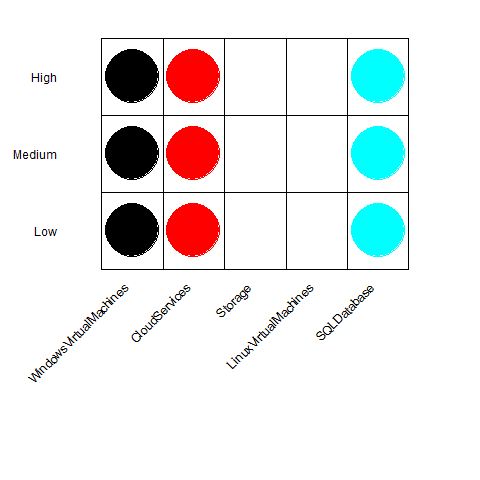 High
Medium
Low
WindowsVirtualMachines
CloudServices
Storage
LinuxVirtualMachines
SQLDatabase